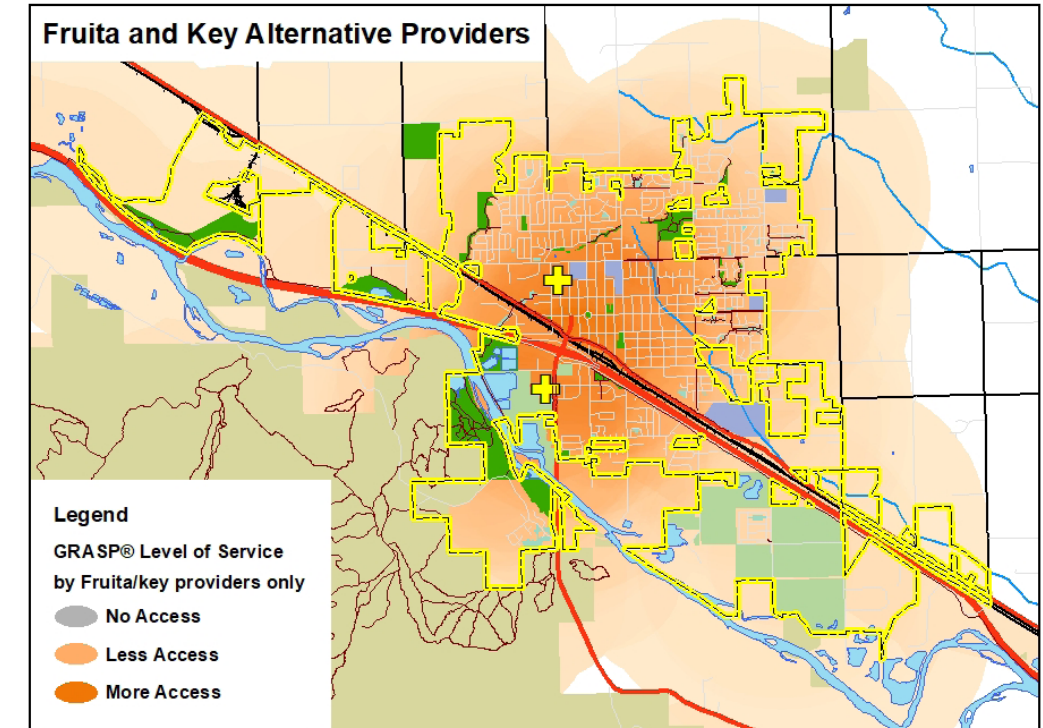 Fruita and Key Alternative Providers
Legend
GRASP® Level of Service
by Fruita/key providers only
No Access
Less Access
More Access